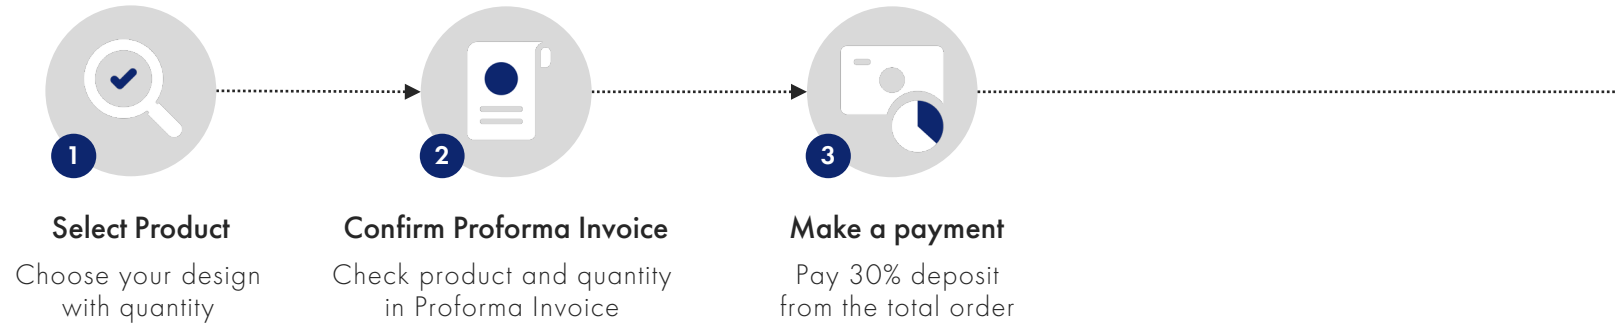 1
2
3
Select Product
Choose your design
with quantity
Confirm Proforma Invoice
Check product and quantity
in Proforma Invoice
Make a payment
Pay 30% deposit
from the total order